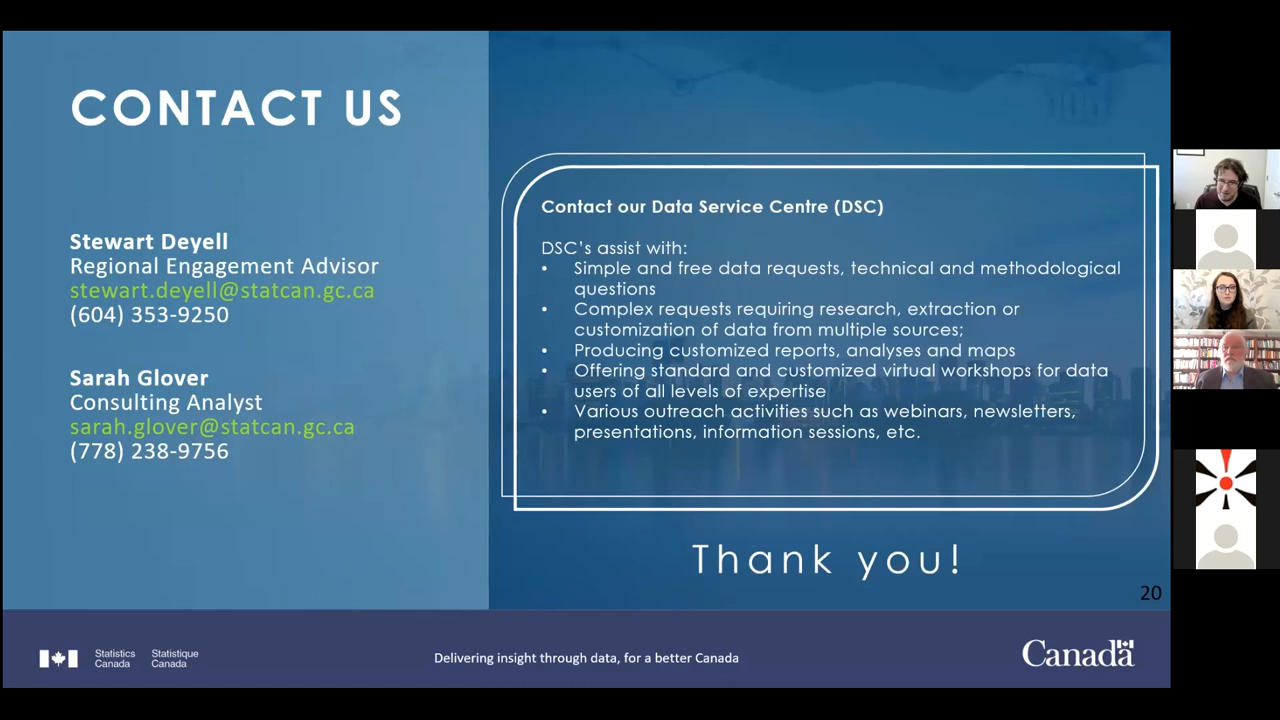 CONTACT US
Stewart Deyell
Regional Engagement Advisor
stewart.deyell@statcan.gc.ca
(604) 353-9250
Sarah Glover
Consulting Analyst
sarah.glover@statcan.gc.ca
(778) 238-9756
Contact our Data Service Centre (DSC)
DSC's assist with:
• Simple and free data requests, technical and methodological
questions
• Complex requests requiring research, extraction or
customization of data from multiple sources;
• Producing customized reports, analyses and maps
• Offering standard and customized virtual workshops for data
users of all levels of expertise
• Various outreach activities such as webinars, newsletters,
presentations, information sessions, etc.
Thank you!
20
Statistics Statistique
Canada Canada
Delivering insight through data, for a better Canada
Canada